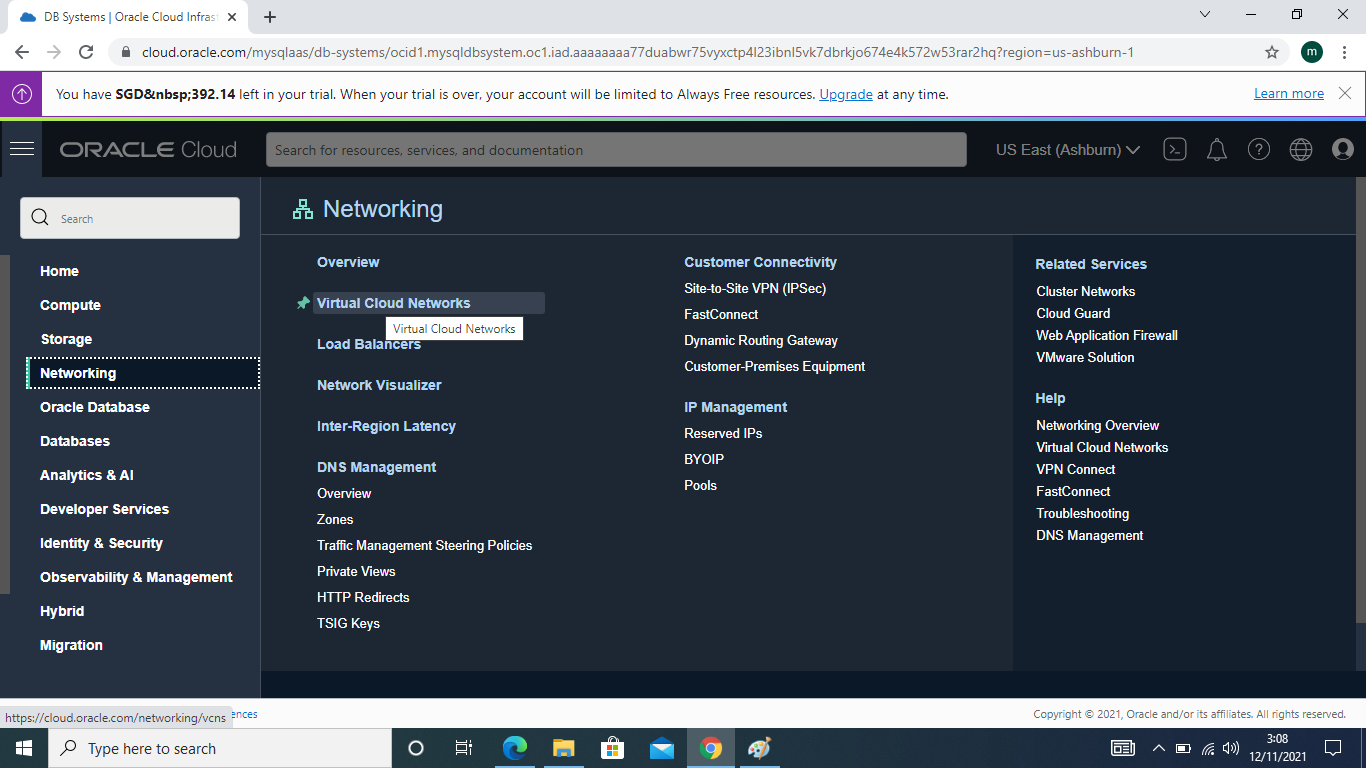 DB Systems | Oracle Cloud Infras
cloud.oracle.com/mysqlaas/db-systems/ocid1.mysqldbsystem.oc1.iad.aaaaaaaa77duabwr75vyxctp4l23ibnl5vk7dbrkjo674e4k572w53rar2hq?region=us-ashburn-1
m
You have SGD&nbsp;392.14 left in your trial. When your trial is over, your account will be limited to Always Free resources. Upgrade at any time.
Learn more
ORACLE Cloud
Search for resources, services, and documentation
US East (Ashburn)
Search
Home
Compute
Storage
Networking
Oracle Database
Databases
Analytics & AI
Developer Services
Identity & Security
Observability & Management
Hybrid
Migration
Networking
Overview
Virtual Cloud Networks
Virtual Cloud Networks
Load Balancers
Network Visualizer
Inter-Region Latency
DNS Management
Overview
Zones
Traffic Management Steering Policies
Private Views
HTTP Redirects
TSIG Keys
Customer Connectivity
Site-to-Site VPN (IPSec)
FastConnect
Dynamic Routing Gateway
Customer-Premises Equipment
IP Management
Reserved IPs
BYOIP
Pools
Related Services
Cluster Networks
Cloud Guard
Web Application Firewall
VMware Solution
Help
Networking Overview
Virtual Cloud Networks
VPN Connect
FastConnect
Troubleshooting
DNS Management
https://cloud.oracle.com/networking/vcns
ences
Copyright © 2021, Oracle and/or its affiliates. All rights reserved.
Type here to search
3:08
12/11/2021